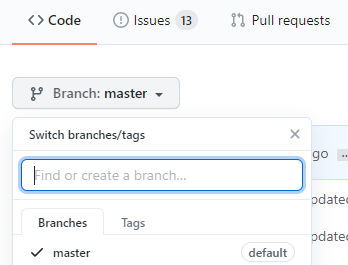 Code Issues 13 Pull requests
Branch: master
Switch branches/tags
go ...
Find or create a branch...
pdated
Branches Tags
master default
pdated